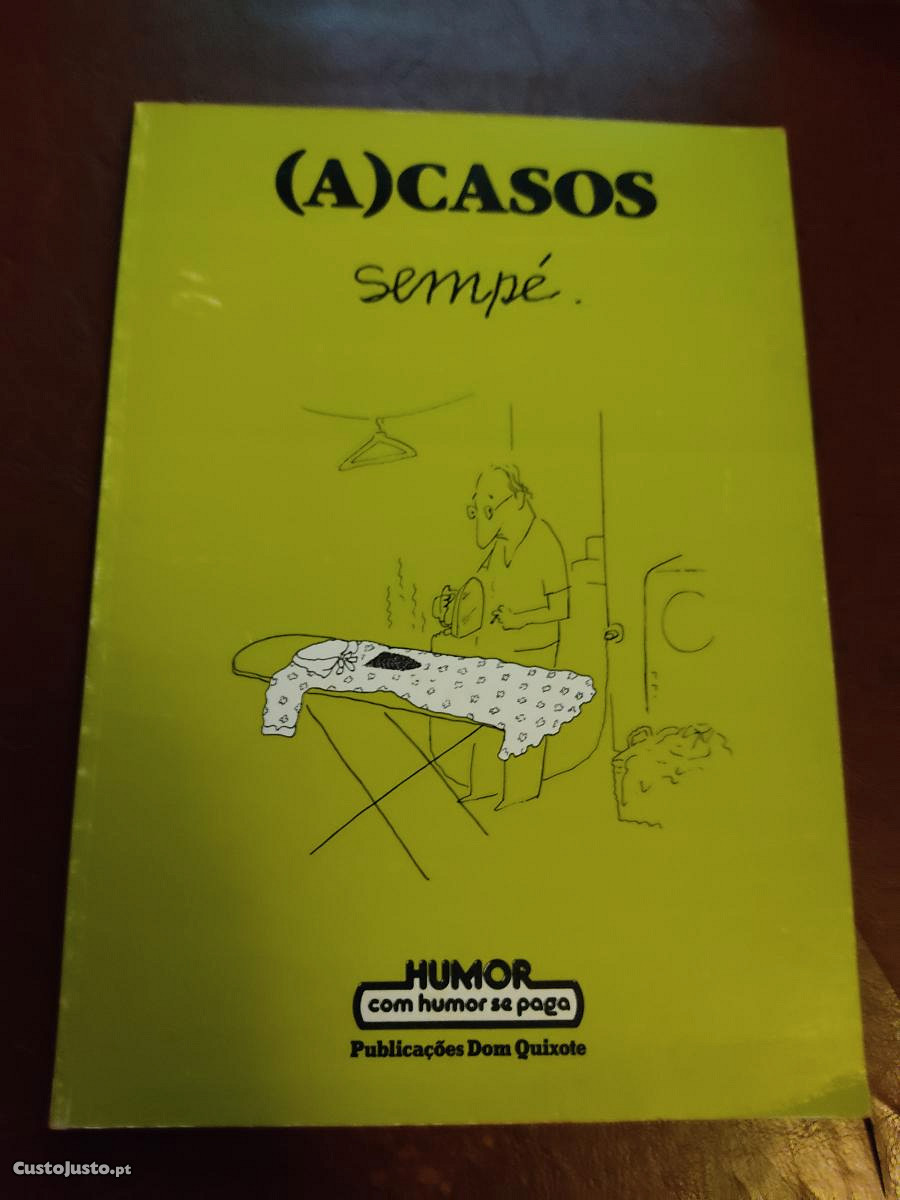 (A)CASOS
sempé.
HUMOR
com humor se paga
Publicações Dom Quixote
CustoJusto.pt